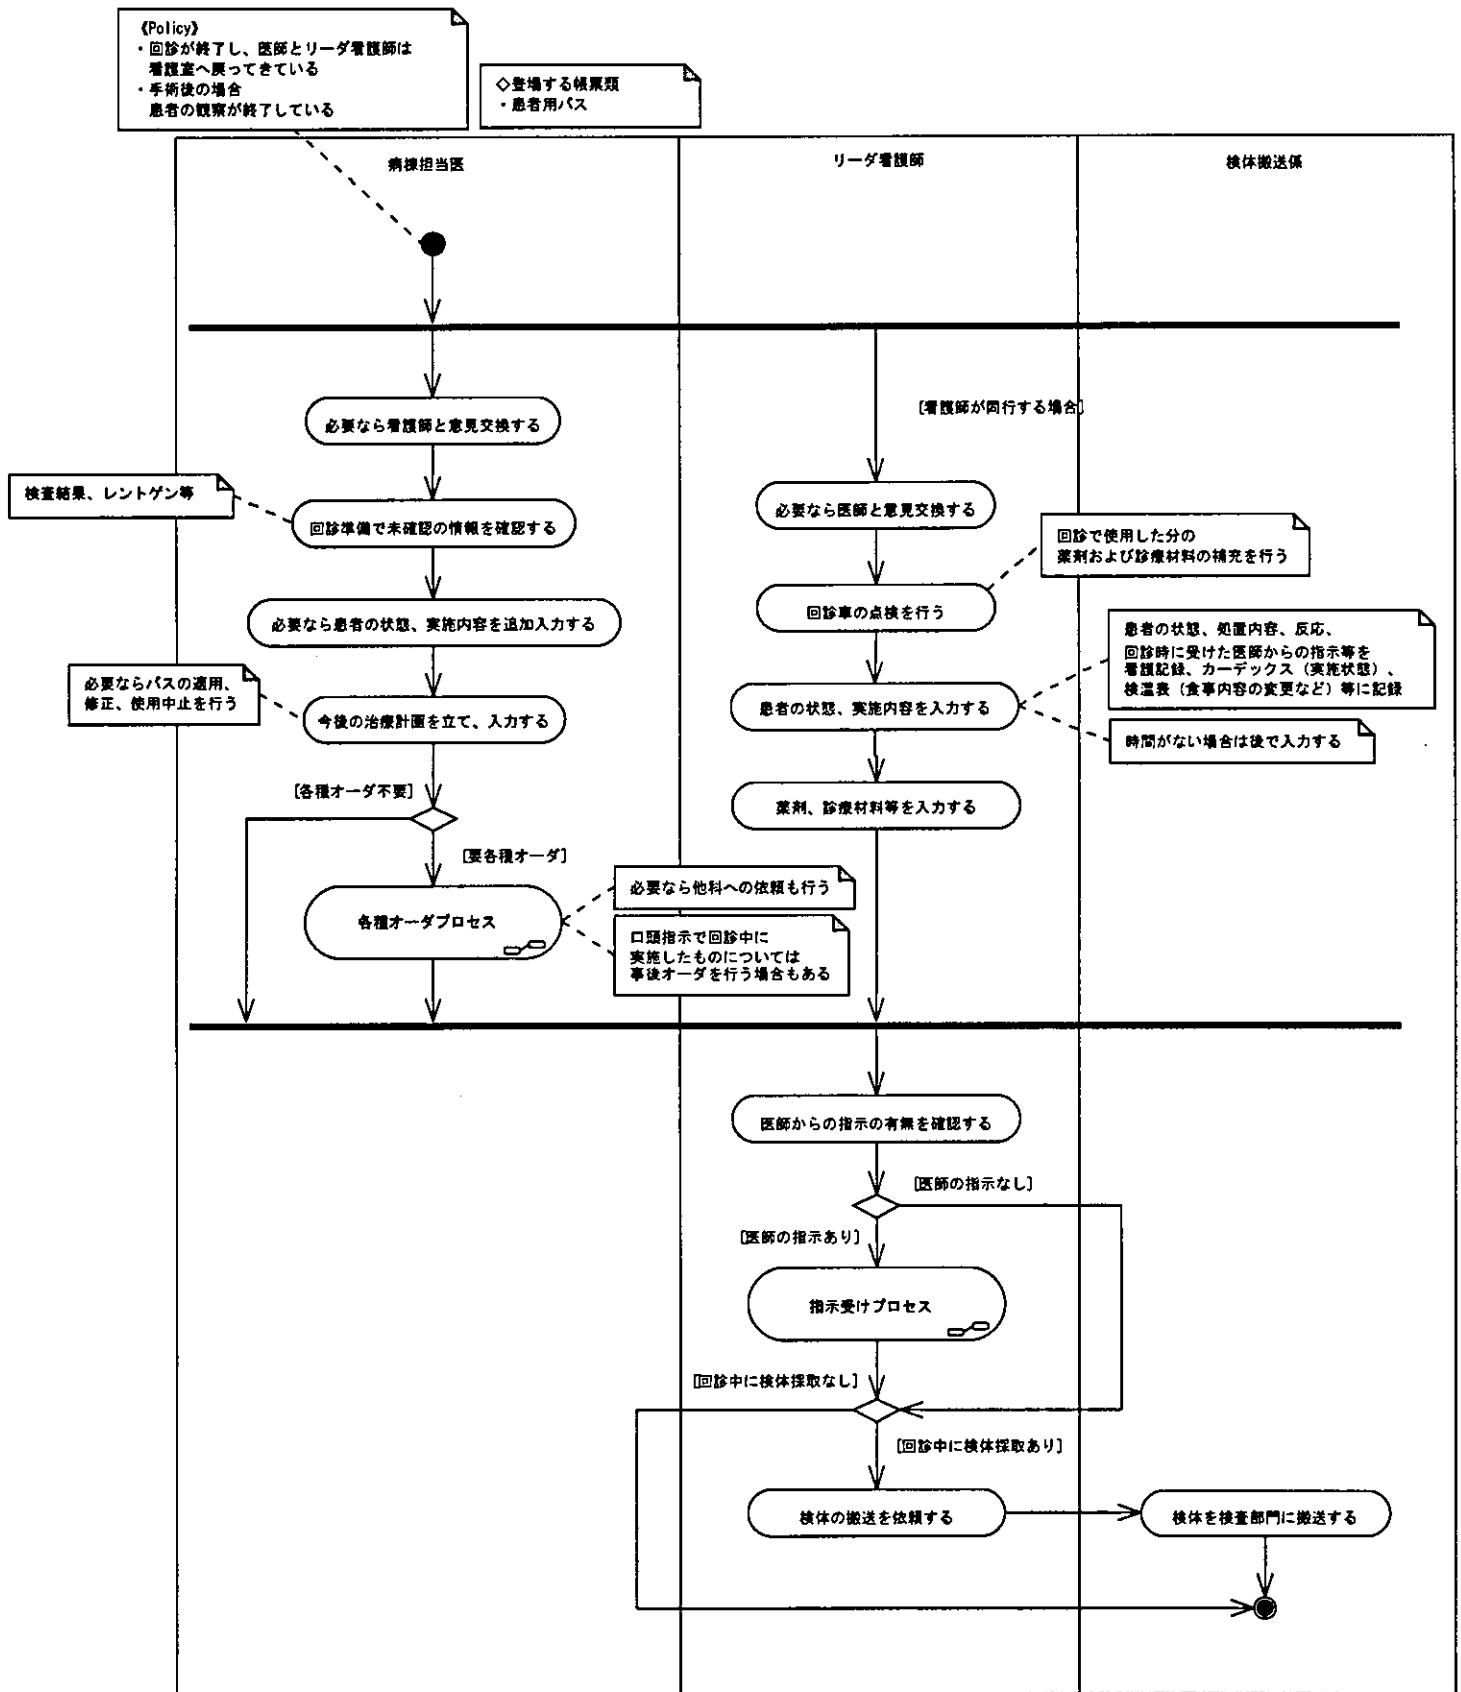 《Policy》
・回診が終了し、医師とリーダ看護師は
看護室へ戻ってきている
・手術後の場合
患者の観察が終了している
◇登場する帳票類
・患者用パス
病棟担当医
リーダ看護師
検体搬送係
[看護師が同行する場合]
必要なら看護師と意見交換する
検査結果、レントゲン等
回診準備で未確認の情報を確認する
必要なら医師と意見交換する
回診で使用した分の
薬剤および診療材料の補充を行う
回診車の点検を行う
必要なら患者の状態、実施内容を追加入力する
患者の状態、処置内容、反応、
回診時に受けた医師からの指示等を
看護記録、カーデックス（実施状態）、
検温表（食事内容の変更など）等に記録
必要ならパスの適用、
修正、使用中止を行う
今後の治療計画を立て、入力する
患者の状態、実施内容を入力する
時間がない場合は後で入力する
[各種オーダ不要]
薬剤、診療材料等を入力する
[要各種オーダ]
各種オーダプロセス
必要なら他科への依頼も行う
口頭指示で回診中に
実施したものについては
事後オーダを行う場合もある
医師からの指示の有無を確認する
[医師の指示なし]
[医師の指示あり]
指示受けプロセス
[回診中に検体採取なし]
[回診中に検体採取あり]
検体の搬送を依頼する
検体を検査部門に搬送する